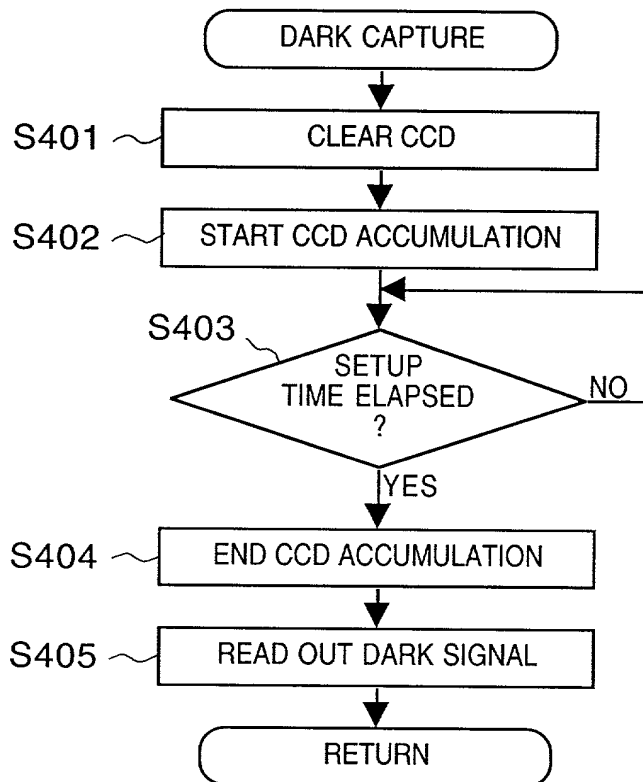 DARK CAPTURE
S401
CLEAR CCD
S402
START CCD ACCUMULATION
S403
SETUP
TIME ELAPSED
?
NO
YES
S404
END CCD ACCUMULATION
S405
READ OUT DARK SIGNAL
RETURN